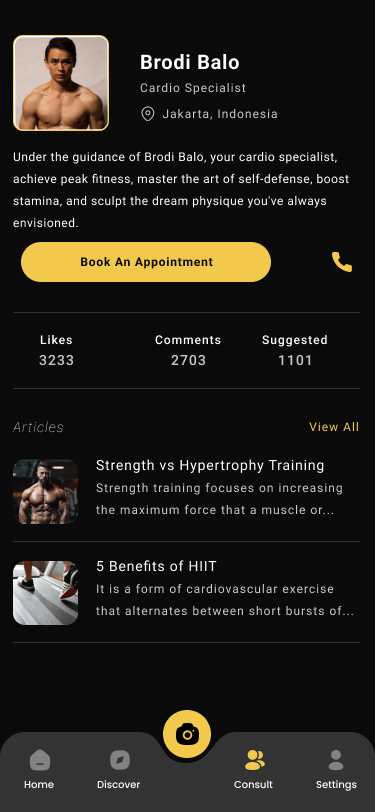 Brodi Balo
Cardio Specialist
Jakarta, Indonesia
Under the guidance of Brodi Balo, your cardio specialist,
achieve peak fitness, master the art of self-defense, boost
stamina, and sculpt the dream physique you've always
envisioned.
Book An Appointment
Likes Comments Suggested
3233 2703 1101
Articles View All
Strength vs Hypertrophy Training
Strength training focuses on increasing
the maximum force that a muscle or...
5 Benefits of HIIT
It is a form of cardiovascular exercise
that alternates between short bursts of...
Home Discover Consult Settings